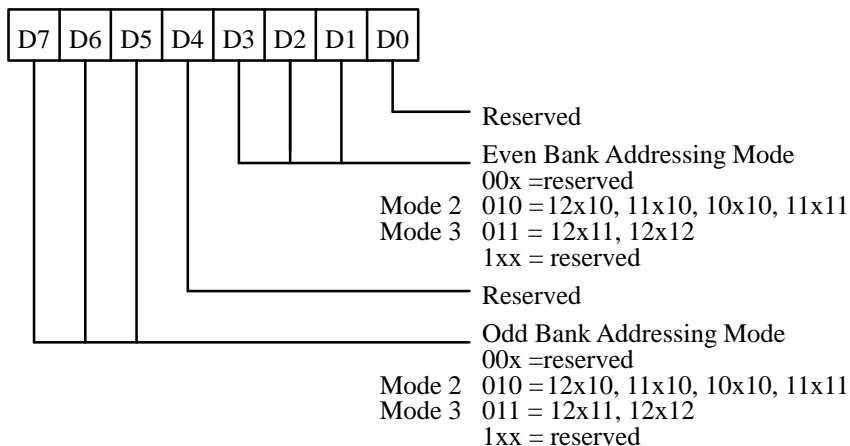 D7 D6 D5 D4 D3 D2 D1 D0
Reserved
Even Bank Addressing Mode
00x =reserved
Mode 2 010 =12x10, 11x10, 10x10, 11x11
Mode 3 011 = 12x11, 12x12
1xx = reserved
Reserved
Odd Bank Addressing Mode
00x =reserved
Mode 2 010 =12x10, 11x10, 10x10, 11x11
Mode 3 011 = 12x11, 12x12
1xx = reserved